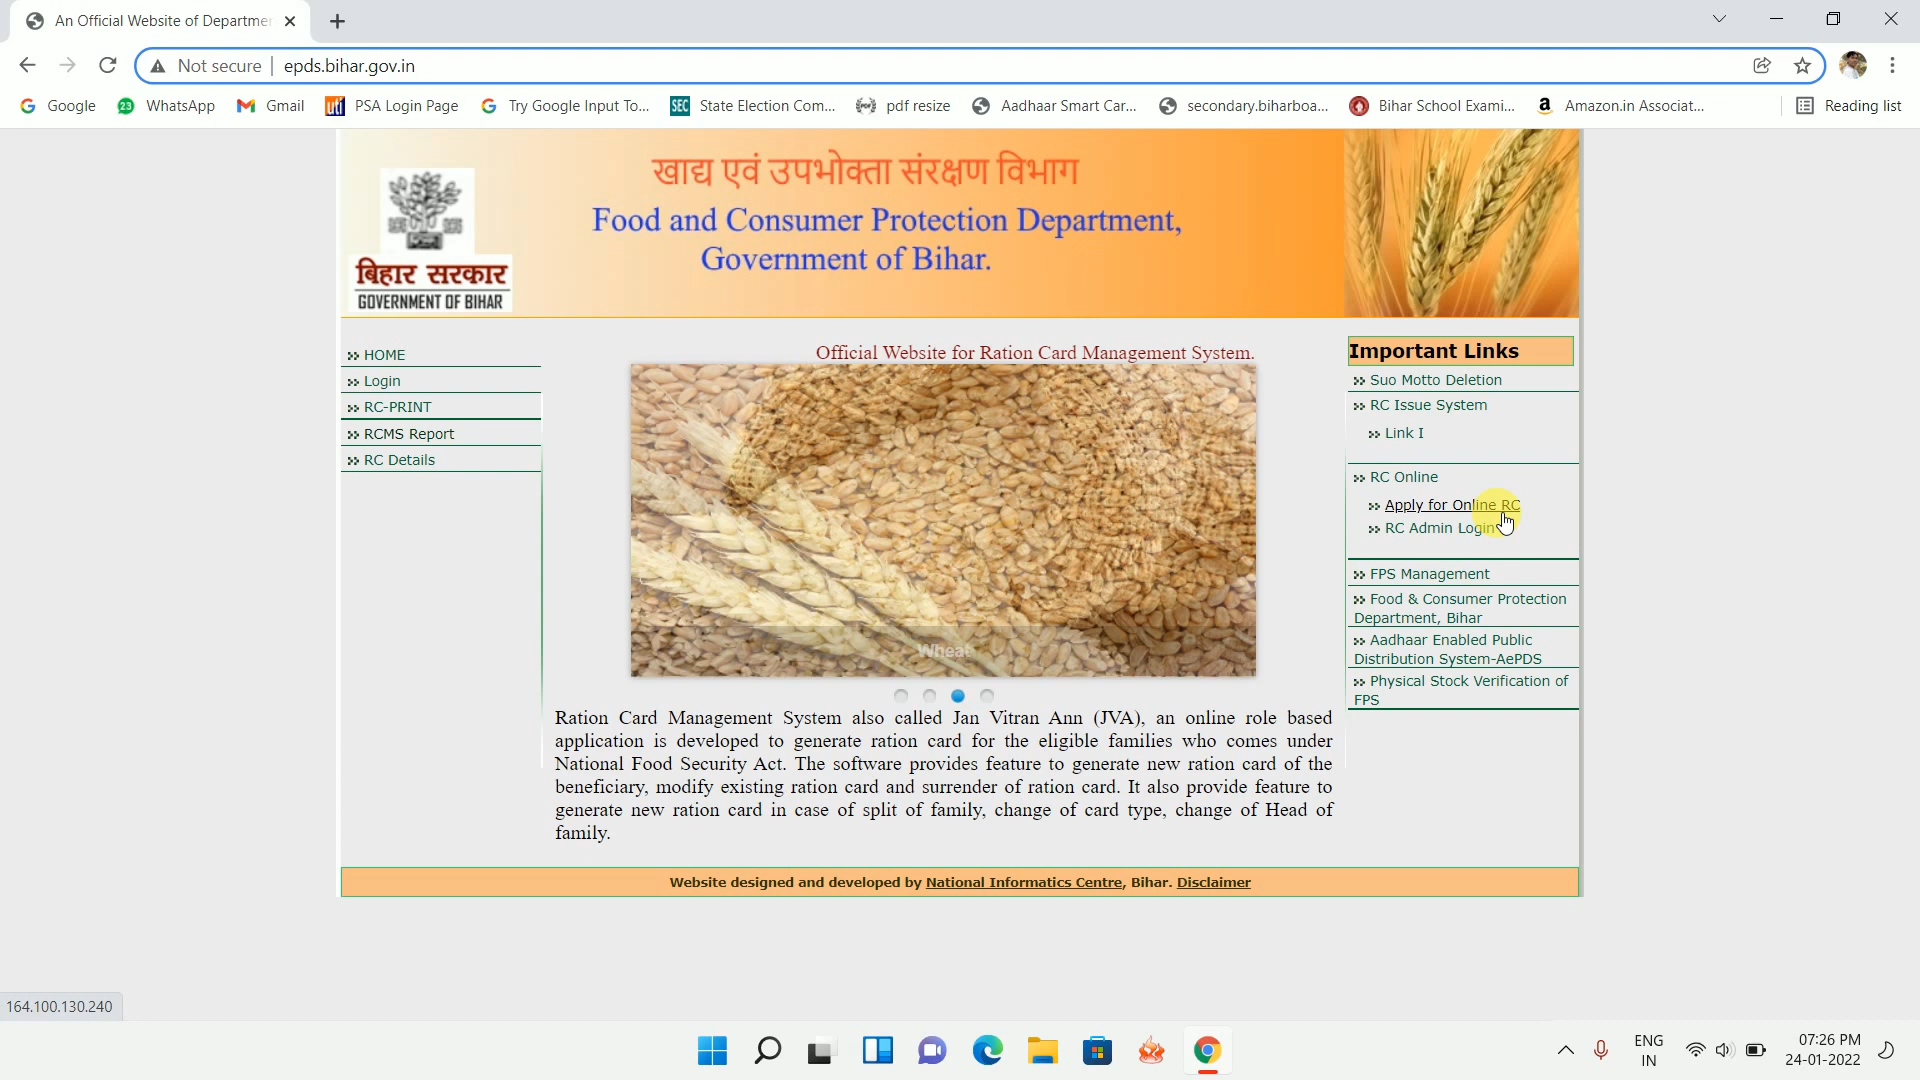 An Official Website of Departme
Not secure
epds.bihar.gov.in
Google
23
WhatsApp
Gmail
uti
PSA Login Page
Try Google Input To...
SEC
State Election Com...
pdf resize
Aadhaar Smart Car...
secondary.biharboa...
Bihar School Exami...
Amazon.in Associat...
Reading list
खाद्य एवं उपभोक्ता संरक्षण विभाग
Food and Consumer Protection Department,
Government of Bihar.
बिहार सरकार
GOVERNMENT OF BIHAR
HOME
Login
RC-PRINT
RCMS Report
RC Details
Official Website for Ration Card Management System.
Wheat
Ration Card Management System also called Jan Vitran Ann (JVA), an online role based
application is developed to generate ration card for the eligible families who comes under
National Food Security Act. The software provides feature to generate new ration card of the
beneficiary, modify existing ration card and surrender of ration card. It also provide feature to
generate new ration card in case of split of family, change of card type, change of Head of
family.
Important Links
Suo Motto Deletion
RC Issue System
Link I
RC Online
Apply for Online RC
RC Admin Login
FPS Management
Food & Consumer Protection
Department, Bihar
Aadhaar Enabled Public
Distribution System-AePDS
Physical Stock Verification of
FPS
Website designed and developed by National Informatics Centre, Bihar. Disclaimer
164.100.130.240
ENG
IN
07:26 PM
24-01-2022